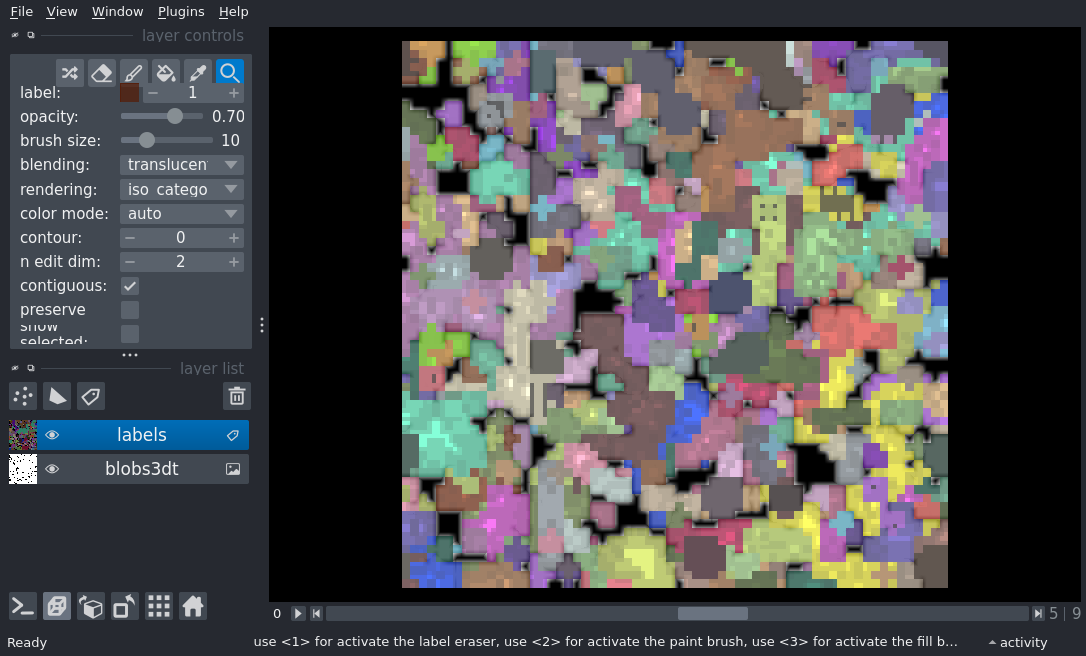 File View Window Plugins Help
layer controls
label: 1
opacity: 0.70
brush size: 10
blending: translucen
rendering: iso catego
color mode: auto
contour: 0
n edit dim: 2
contiguous:
preserve
show
selected:
layer list
labels
blobs3dt
0 5 | 9
Ready use <1> for activate the label eraser, use <2> for activate the paint brush, use <3> for activate the fill b... activity